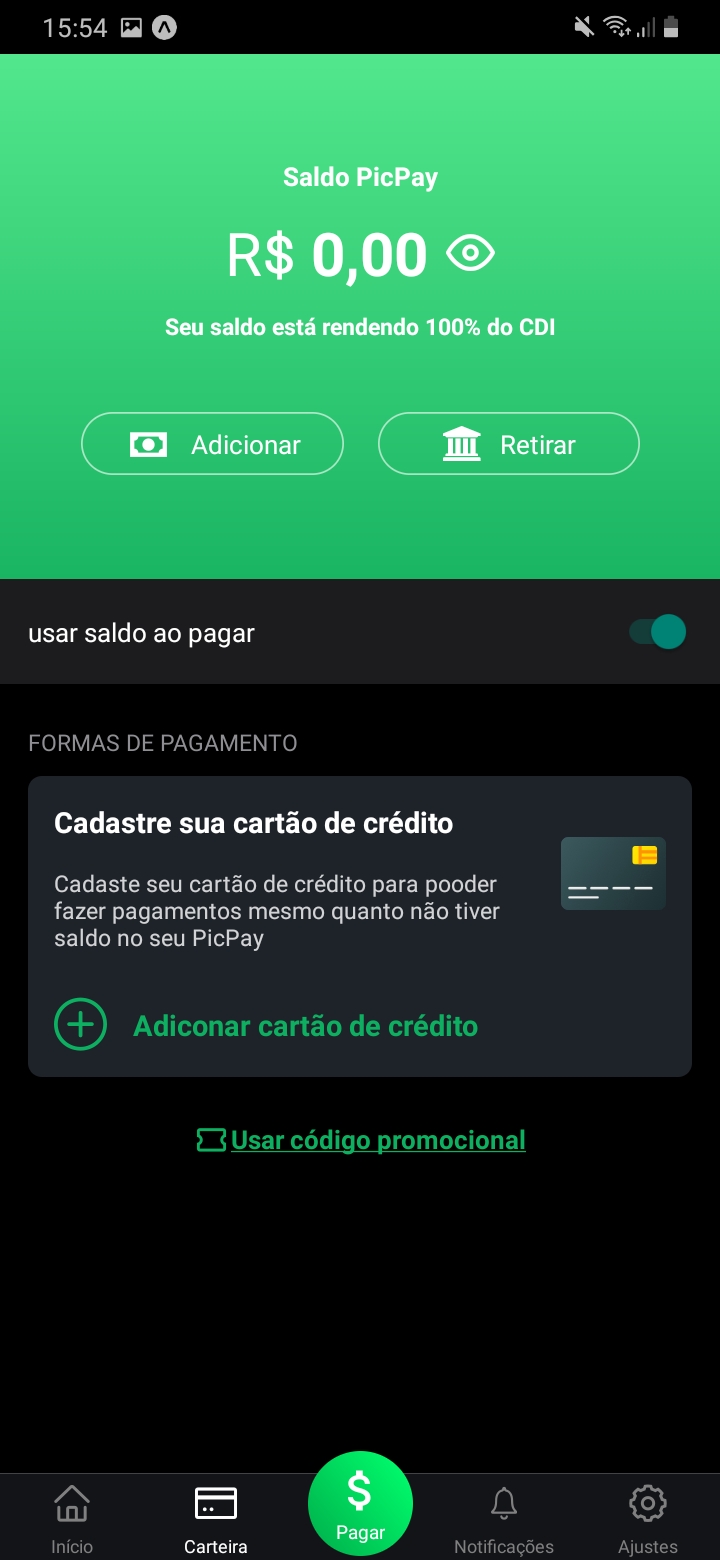 15:54
Saldo PicPay
R$ 0,00
Seu saldo está rendendo 100% do CDI
Adicionar
Retirar
usar saldo ao pagar
FORMAS DE PAGAMENTO
Cadastre sua cartão de crédito
Cadaste seu cartão de crédito para pooder
fazer pagamentos mesmo quanto não tiver
saldo no seu PicPay
Adiconar cartão de crédito
Usar código promocional
Início
Carteira
Pagar
Notificações
Ajustes